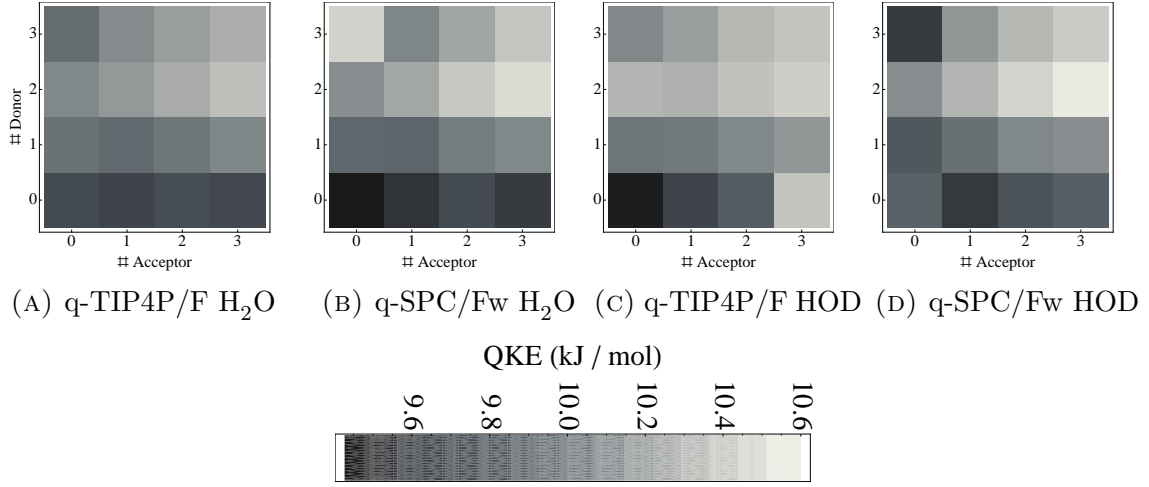 3
2
1
0
# Donor
0 1 2 3
# Acceptor
3
2
1
0
0 1 2 3
# Acceptor
3
2
1
0
0 1 2 3
# Acceptor
3
2
1
0
0 1 2 3
# Acceptor
(A) q-TIP4P/F H₂O (B) q-SPC/Fw H₂O (C) q-TIP4P/F HOD (D) q-SPC/Fw HOD
QKE (kJ / mol)
9.6 9.8 10.0 10.2 10.4 10.6